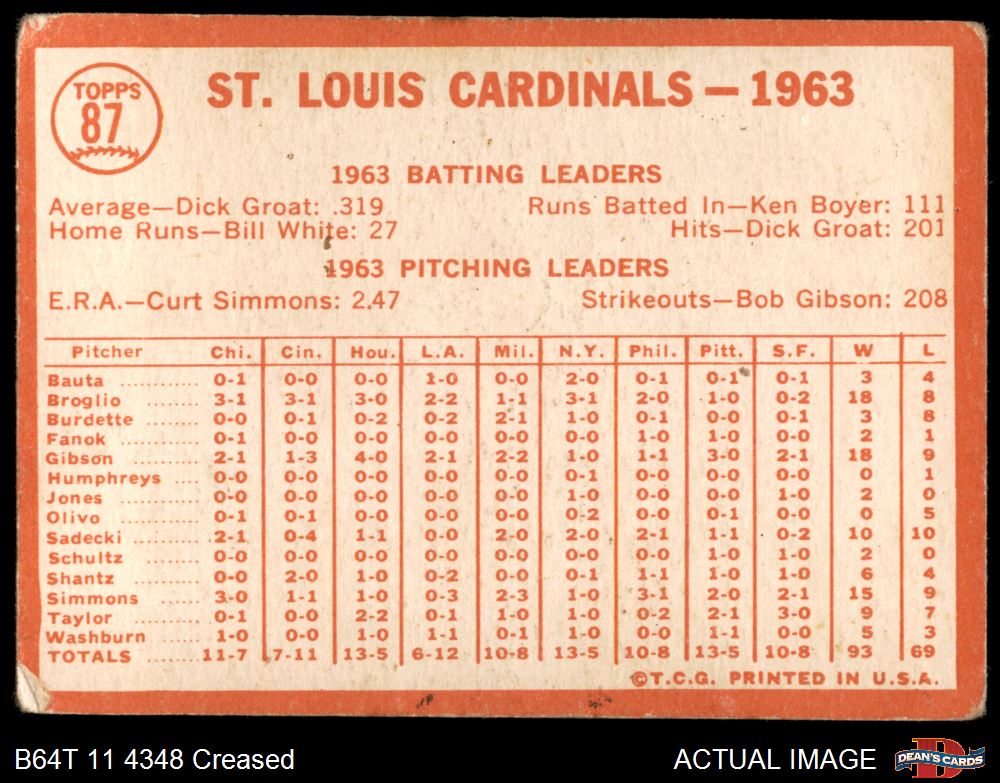 TOPPS
87
ST. LOUIS CARDINALS — 1963
1963 BATTING LEADERS
Average—Dick Groat: .319 Runs Batted In—Ken Boyer: 111
Home Runs—Bill White: 27 Hits—Dick Groat: 201
1963 PITCHING LEADERS
E.R.A.—Curt Simmons: 2.47 Strikeouts—Bob Gibson: 208
Pitcher Chi. Cin. Hou. L.A. Mil. N.Y. Phil. Pitt. S.F. W L
Bauta ........... 0-1 0-0 0-0 1-0 0-0 2-0 0-1 0-1 0-1 3 4
Broglio ........ 3-1 3-1 3-0 2-2 1-1 3-1 2-0 1-0 0-2 18 8
Burdette ......... 0-0 0-1 0-2 0-2 2-1 1-0 0-1 0-0 0-1 3 8
Fanok ........... 0-1 0-0 0-0 0-0 0-0 0-0 1-0 1-0 0-0 2 1
Gibson ......... 2-1 1-3 4-0 2-1 2-2 1-0 1-1 3-0 2-1 18 9
Humphreys .... 0-0 0-0 0-0 0-0 0-0 0-1 0-0 0-0 0-0 0 1
Jones ............ 0-0 0-0 0-0 0-0 0-0 1-0 0-0 0-0 1-0 2 0
Olivo ........... 0-1 0-1 0-0 0-0 0-0 0-2 0-0 0-1 0-0 0 5
Sadecki ......... 2-1 0-4 1-1 0-0 2-0 2-0 2-1 1-1 0-2 10 10
Schultz ......... 0-0 0-0 0-0 0-0 0-0 0-0 0-0 1-0 1-0 2 0
Shantz .......... 0-0 2-0 1-0 0-2 0-0 0-1 1-1 1-0 1-0 6 4
Simmons ...... 3-0 1-1 1-0 0-3 2-3 1-0 3-1 2-0 2-1 15 9
Taylor .......... 0-1 0-0 2-2 0-1 1-0 1-0 0-2 2-1 3-0 9 7
Washburn ...... 1-0 0-0 1-0 1-1 0-1 1-0 0-0 1-1 0-0 5 3
TOTALS ....... 11-7 7-11 13-5 6-12 10-8 13-5 10-8 13-5 10-8 93 69
©T.C.G. PRINTED IN U.S.A.
B64T 11 4348 Creased ACTUAL IMAGE
D
DEAN'S CARDS